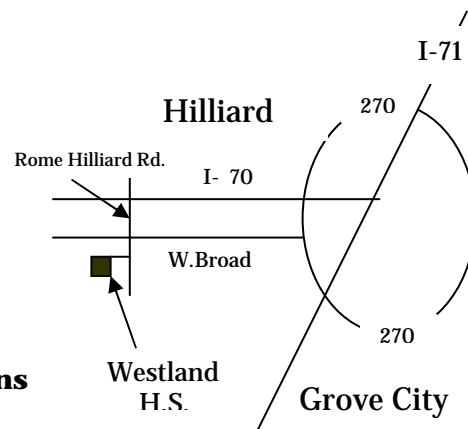 I-71
270
Hilliard
Rome Hilliard Rd.
I- 70
W.Broad
270
Westland
H.S.
Grove City